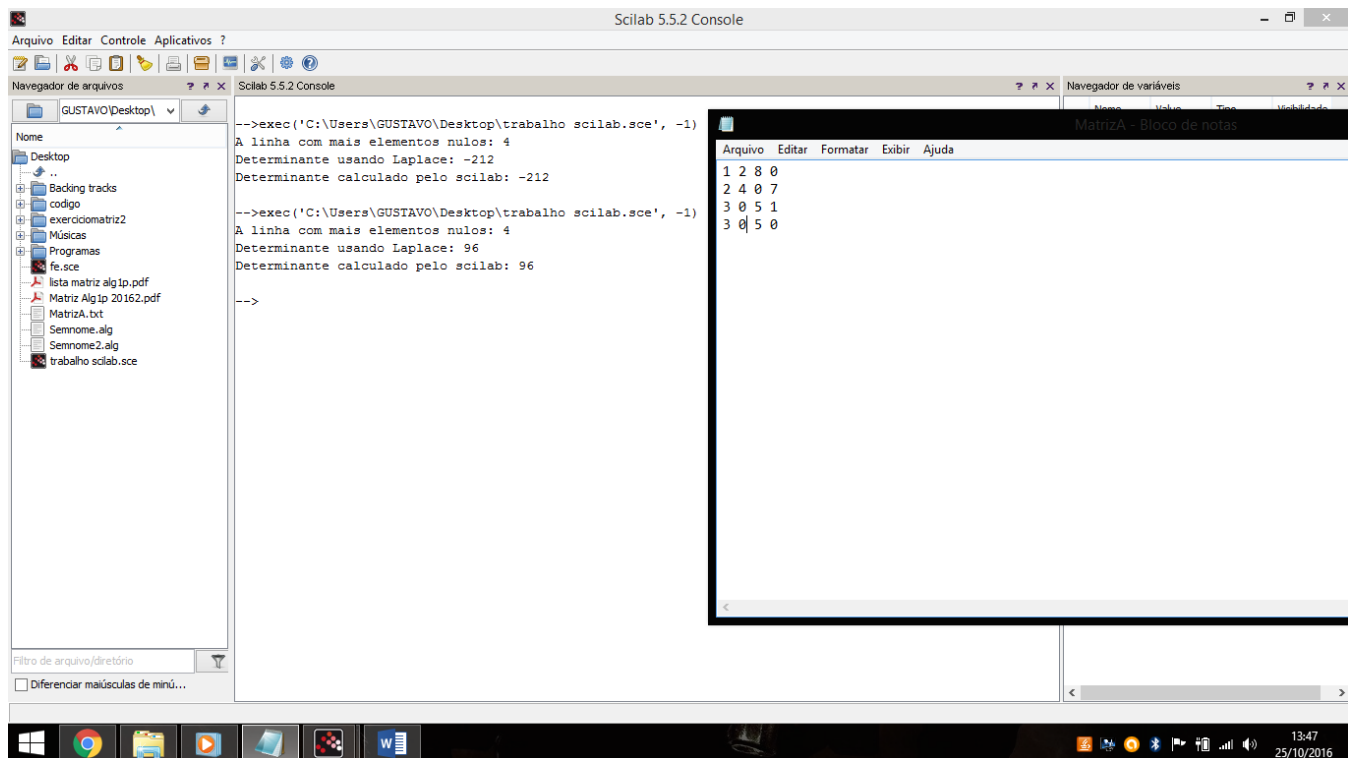 Scilab 5.5.2 Console
Arquivo Editar Controle Aplicativos ?
Navegador de arquivos
GUSTAVO\Desktop\
Nome
Desktop
..
Backing tracks
codigo
exerciciomatriz2
Músicas
Programas
fe.sce
lista matriz alg1p.pdf
Matriz Alg1p 20162.pdf
MatrizA.txt
Semnome.alg
Semnome2.alg
trabalho scilab.sce
Filtro de arquivo/diretório
Diferenciar maiúsculas de minú...
Scilab 5.5.2 Console
-->exec('C:\Users\GUSTAVO\Desktop\trabalho scilab.sce', -1)
A linha com mais elementos nulos: 4
Determinante usando Laplace: -212
Determinante calculado pelo scilab: -212
-->exec('C:\Users\GUSTAVO\Desktop\trabalho scilab.sce', -1)
A linha com mais elementos nulos: 4
Determinante usando Laplace: 96
Determinante calculado pelo scilab: 96
-->
Navegador de variáveis
Nome Value Tipo Visibilidade
MatrizA - Bloco de notas
Arquivo Editar Formatar Exibir Ajuda
1 2 8 0
2 4 0 7
3 0 5 1
3 0 5 0
13:47
25/10/2016